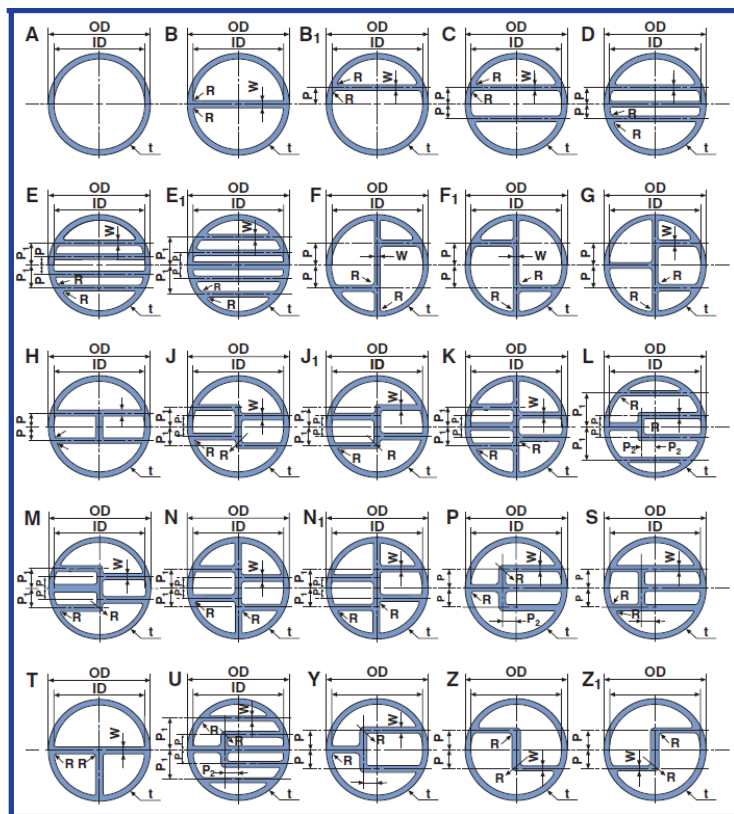 A OD B OD B1 OD C OD D OD
ID ID ID ID ID
W W W
R R R
P P P
R R R R
R
t t t t t
E OD E1 OD F OD F1 OD G OD
ID ID ID ID ID
W W W
P1 P P1 P P P P
W W
P P1 P P1 P P P
R R R R R
R R R R R
t t t t t
H OD J OD J1 OD K OD L OD
ID ID ID ID ID
W W W
R
P P1 P P1 P P1 P P1
P P P1 P P1 P P1 P P1
R
R R R R R R
P2 P2
t t t t R t
M OD N OD N1 OD P OD S OD
ID ID ID ID ID
W W W W W
P1 P P1 P P1 P P P
R
P P1 P P1 P P1 P P
R R R R R R R R
R
P2
t t t t t
T OD U OD Y OD Z OD Z1 OD
ID ID
W W
R R R R
P1 P P P P
R R R R W W
P P1 P P P
R R
P2
t t t t t